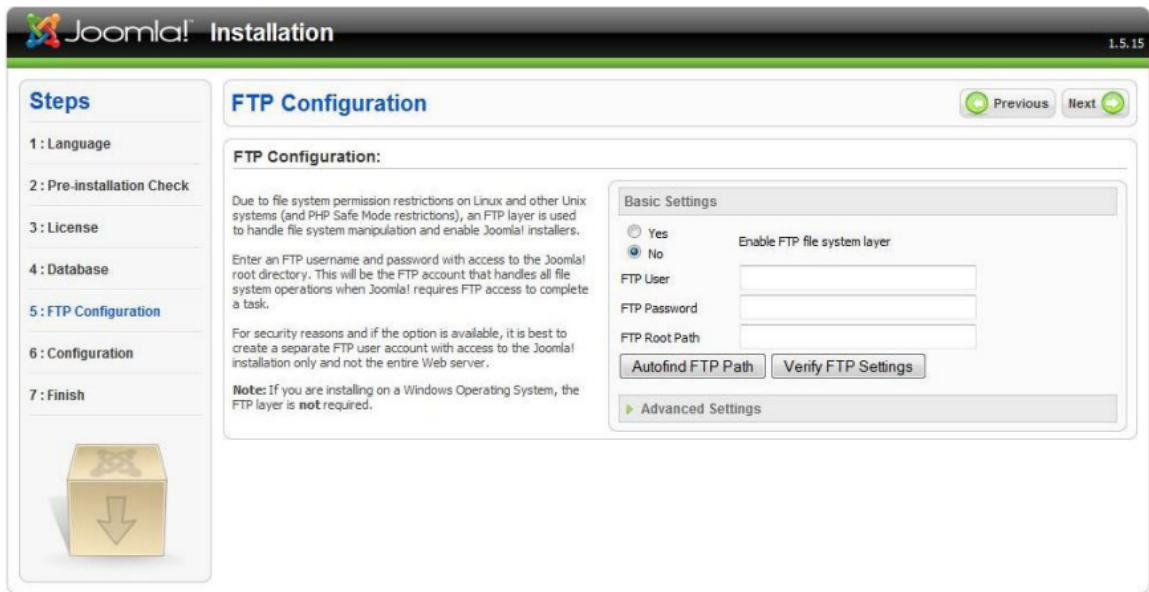 Joomla! Installation
1.5.15
Steps
1 : Language
2 : Pre-installation Check
3 : License
4 : Database
5 : FTP Configuration
6 : Configuration
7 : Finish
FTP Configuration
Previous
Next
FTP Configuration:
Due to file system permission restrictions on Linux and other Unix
systems (and PHP Safe Mode restrictions), an FTP layer is used
to handle file system manipulation and enable Joomla! installers.
Enter an FTP username and password with access to the Joomla!
root directory. This will be the FTP account that handles all file
system operations when Joomla! requires FTP access to complete
a task.
For security reasons and if the option is available, it is best to
create a separate FTP user account with access to the Joomla!
installation only and not the entire Web server.
Note: If you are installing on a Windows Operating System, the
FTP layer is not required.
Basic Settings
Yes
No
Enable FTP file system layer
FTP User
FTP Password
FTP Root Path
Autofind FTP Path
Verify FTP Settings
Advanced Settings